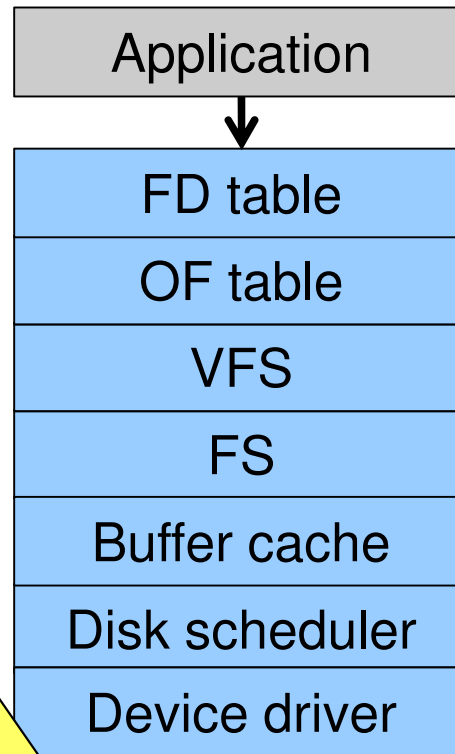 Application
FD table
OF table
VFS
FS
Buffer cache
Disk scheduler
Device driver